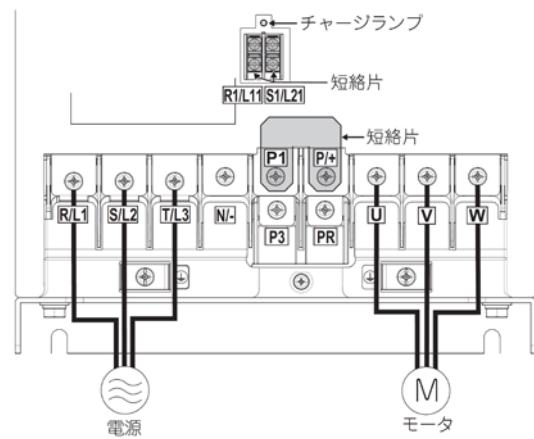 チャージランプ
短絡片
R1/L11 S1/L21
短絡片
P1 P/+
R/L1 S/L2 T/L3 N/- U V W
P3 PR
M
電源
モータ